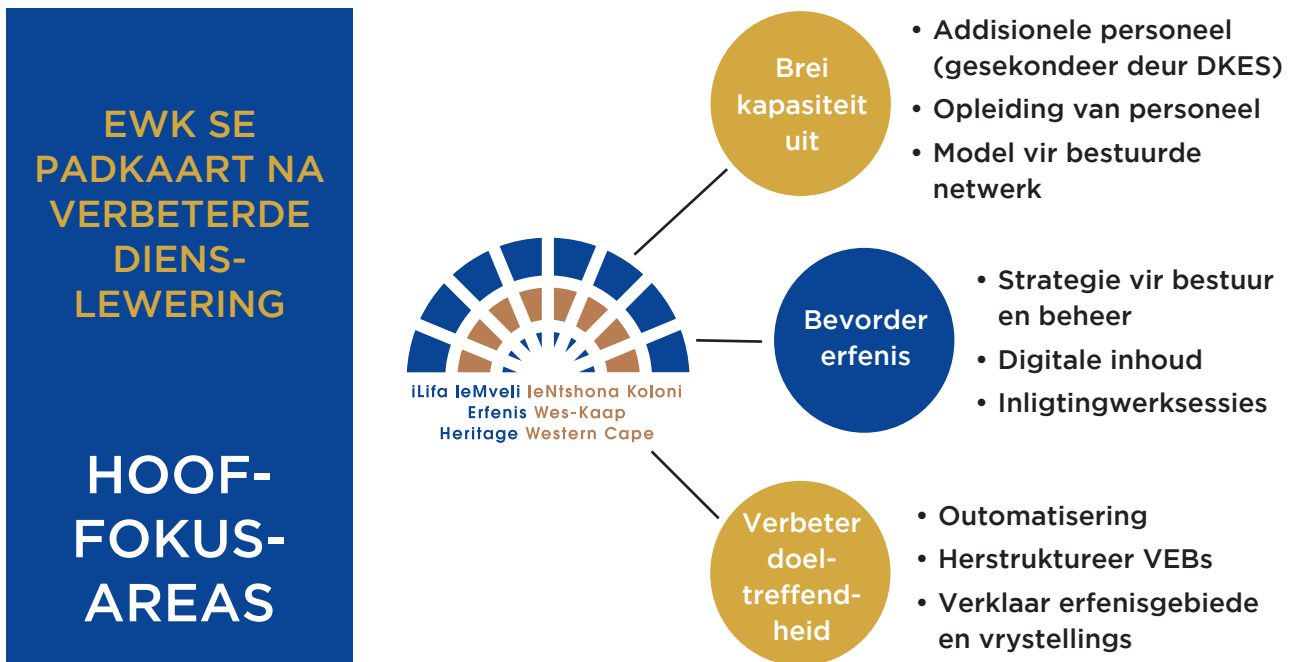 EWK SE
PADKAART NA
VERBETERDE
DIENS-
LEWERING
HOOF-
FOKUS-
AREAS
iLifa leMveli leNtshona Koloni
Erfenis Wes-Kaap
Heritage Western Cape
Brei
kapasiteit
uit
• Addisionele personeel
(gesekondeer deur DKES)
• Opleiding van personeel
• Model vir bestuurde
netwerk
Bevorder
erfenis
• Strategie vir bestuur
en beheer
• Digitale inhoud
• Inligtingwerksessies
Verbeter
doel-
treffend-
heid
• Outomatisering
• Herstruktureer VEBs
• Verklaar erfenisgebiede
en vrystellings